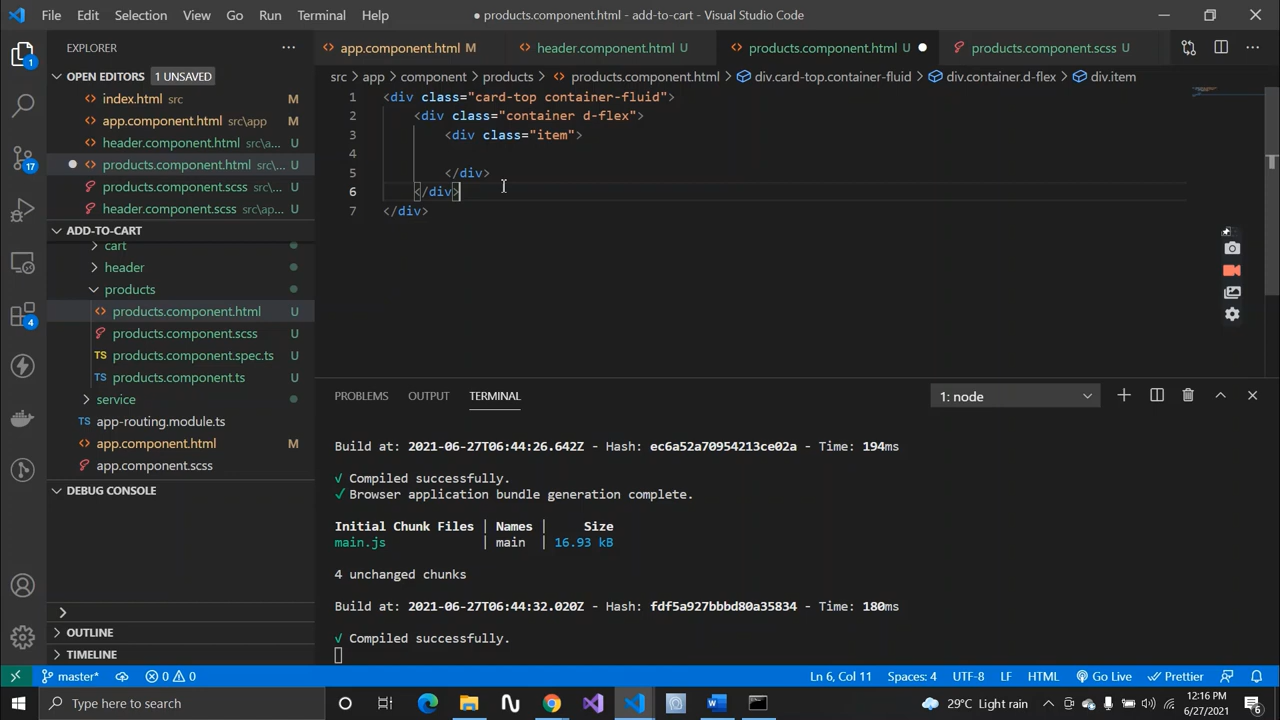 File Edit Selection View Go Run Terminal Help
● products.component.html - add-to-cart - Visual Studio Code
EXPLORER
OPEN EDITORS 1 UNSAVED
index.html src M
app.component.html src\app M
header.component.html src\a... U
products.component.html src\... U
products.component.scss src\... U
header.component.scss src\ap... U
ADD-TO-CART
cart
header
products
products.component.html U
products.component.scss U
products.component.spec.ts U
products.component.ts U
service
app-routing.module.ts
app.component.html M
app.component.scss
DEBUG CONSOLE
OUTLINE
TIMELINE
1
17
4
app.component.html M
header.component.html U
products.component.html U
products.component.scss U
src > app > component > products > products.component.html > div.card-top.container-fluid > div.container.d-flex > div.item
1 <div class="card-top container-fluid">
2 <div class="container d-flex">
3 <div class="item">
4
5 </div>
6 </div>
7 </div>
PROBLEMS OUTPUT TERMINAL
1: node
Build at: 2021-06-27T06:44:26.642Z - Hash: ec6a52a70954213ce02a - Time: 194ms
√ Compiled successfully.
√ Browser application bundle generation complete.
Initial Chunk Files | Names | Size
main.js | main | 16.93 kB
4 unchanged chunks
Build at: 2021-06-27T06:44:32.020Z - Hash: fdf5a927bbbd80a35834 - Time: 180ms
√ Compiled successfully.
master* 0 0
Ln 6, Col 11 Spaces: 4 UTF-8 LF HTML Go Live Prettier
Type here to search
29°C Light rain
12:16 PM
6/27/2021
6